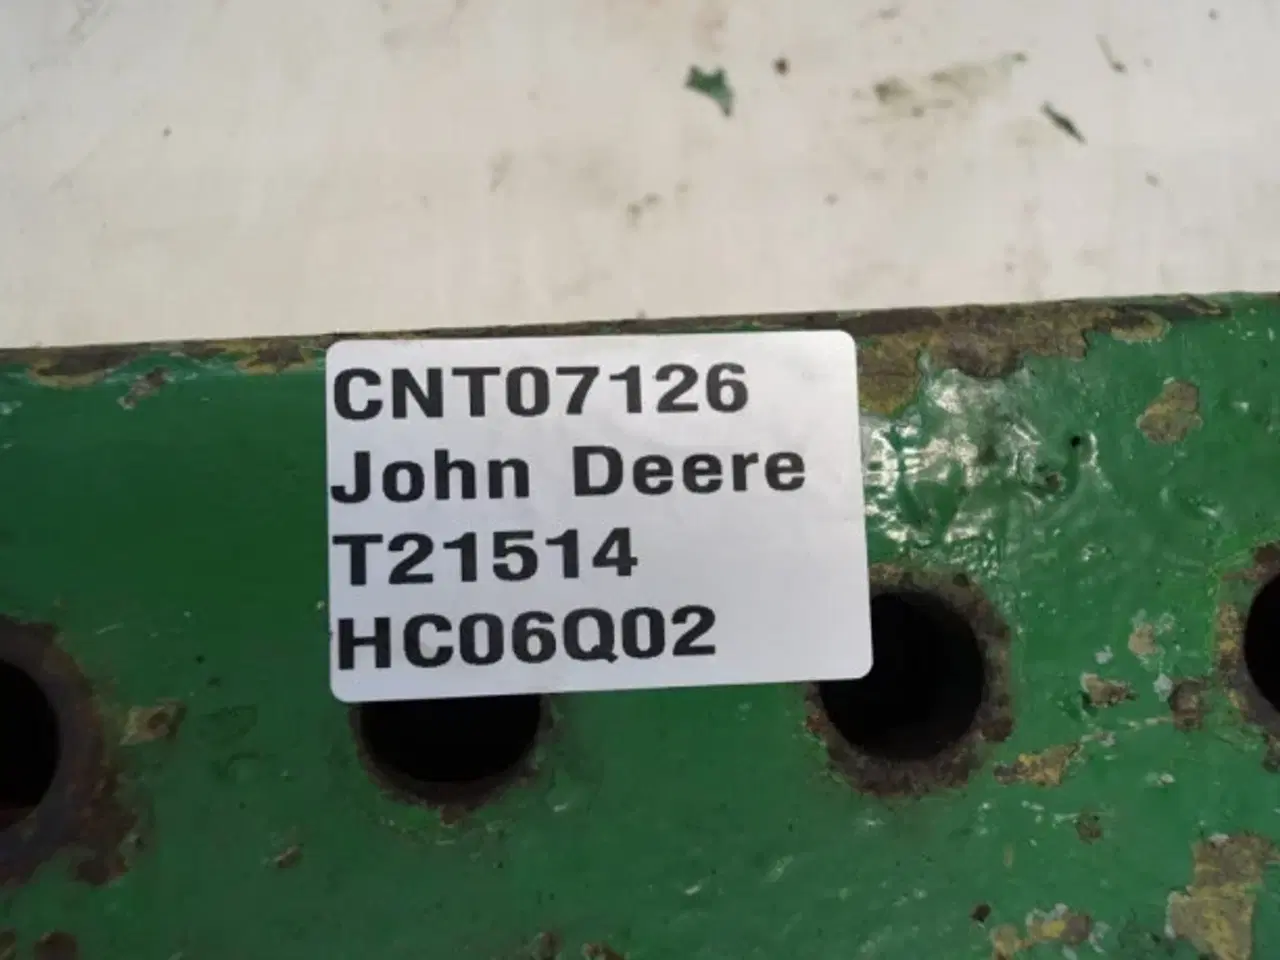 CNT07126
John Deere
T21514
HC06Q02